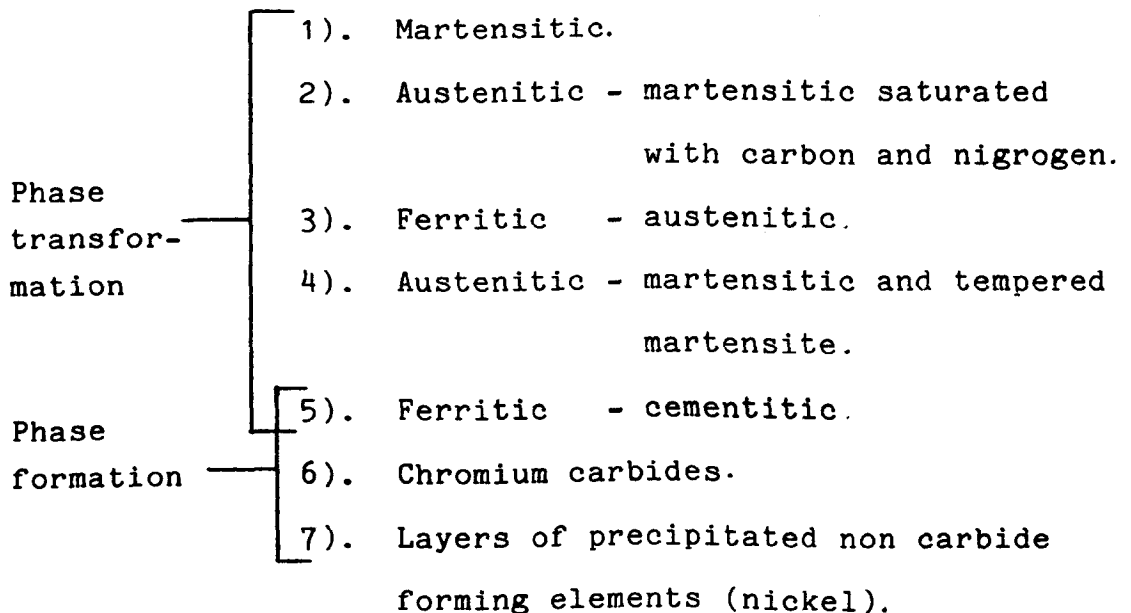 1). Martensitic.
2). Austenitic - martensitic saturated
with carbon and nigrogen.
Phase
transfor-
mation
3). Ferritic - austenitic.
4). Austenitic - martensitic and tempered
martensite.
Phase
formation
5). Ferritic - cementitic.
6). Chromium carbides.
7). Layers of precipitated non carbide
forming elements (nickel).